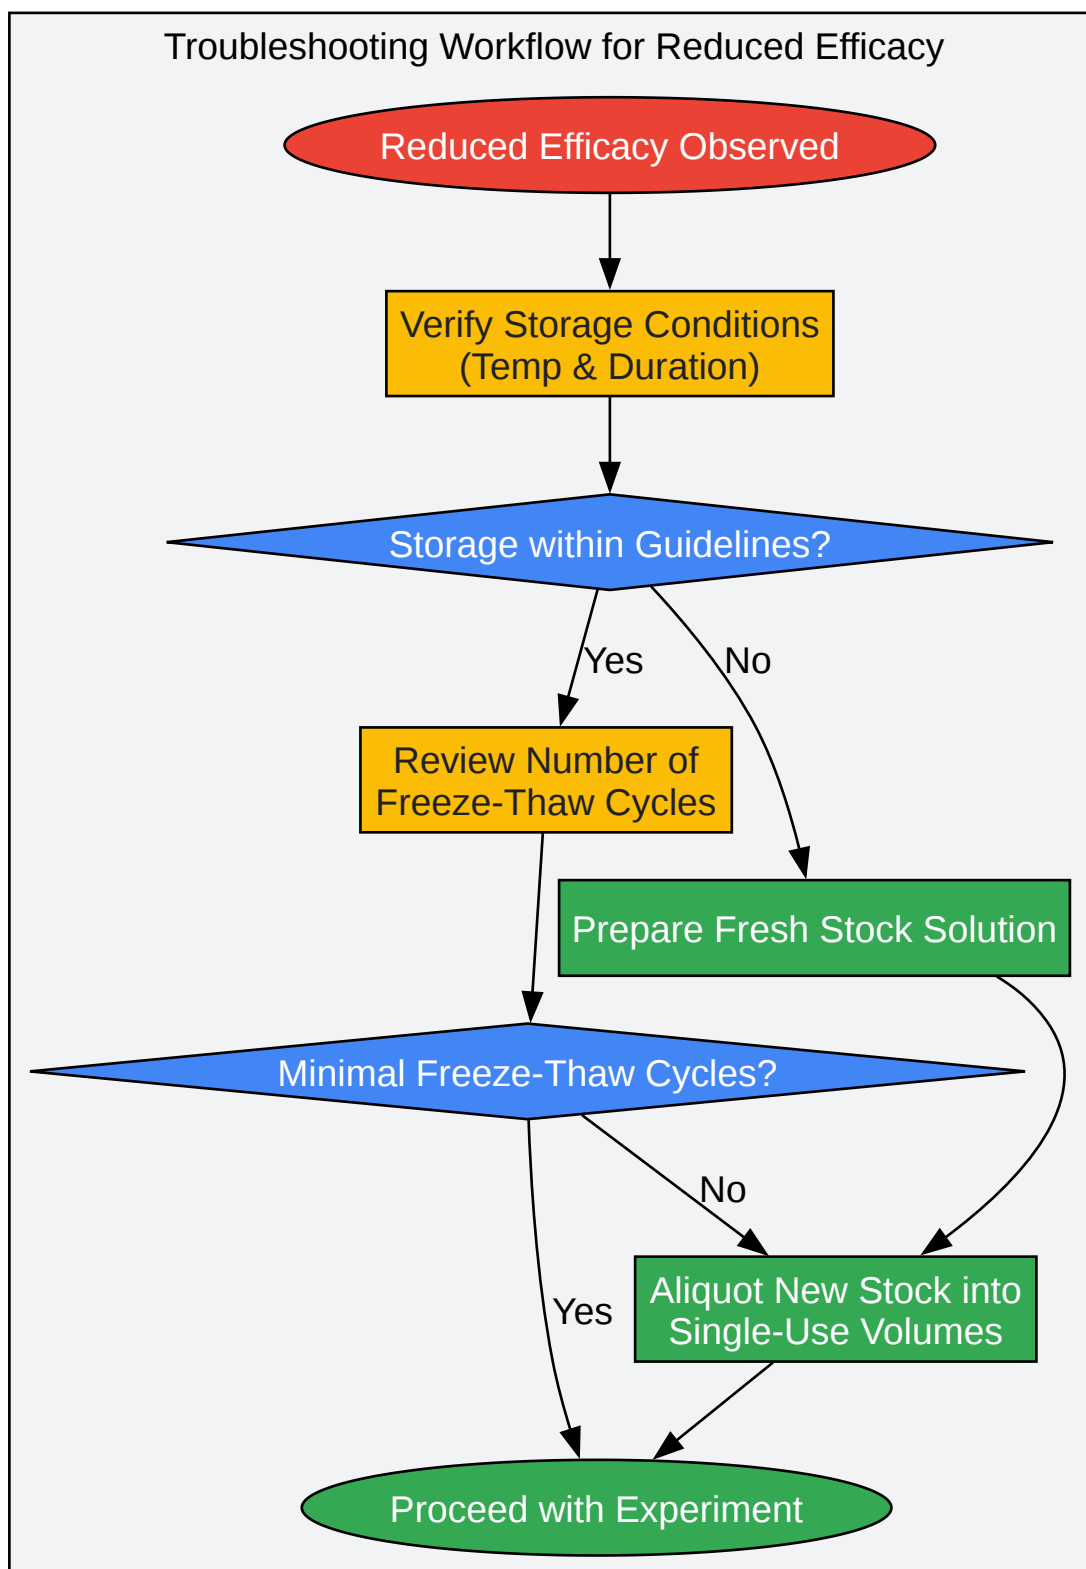 Troubleshooting Workflow for Reduced Efficacy
Reduced Efficacy Observed
Verify Storage Conditions
(Temp & Duration)
Storage within Guidelines?
Yes
No
Review Number of
Freeze-Thaw Cycles
Prepare Fresh Stock Solution
Minimal Freeze-Thaw Cycles?
No
Yes
Aliquot New Stock into
Single-Use Volumes
Proceed with Experiment